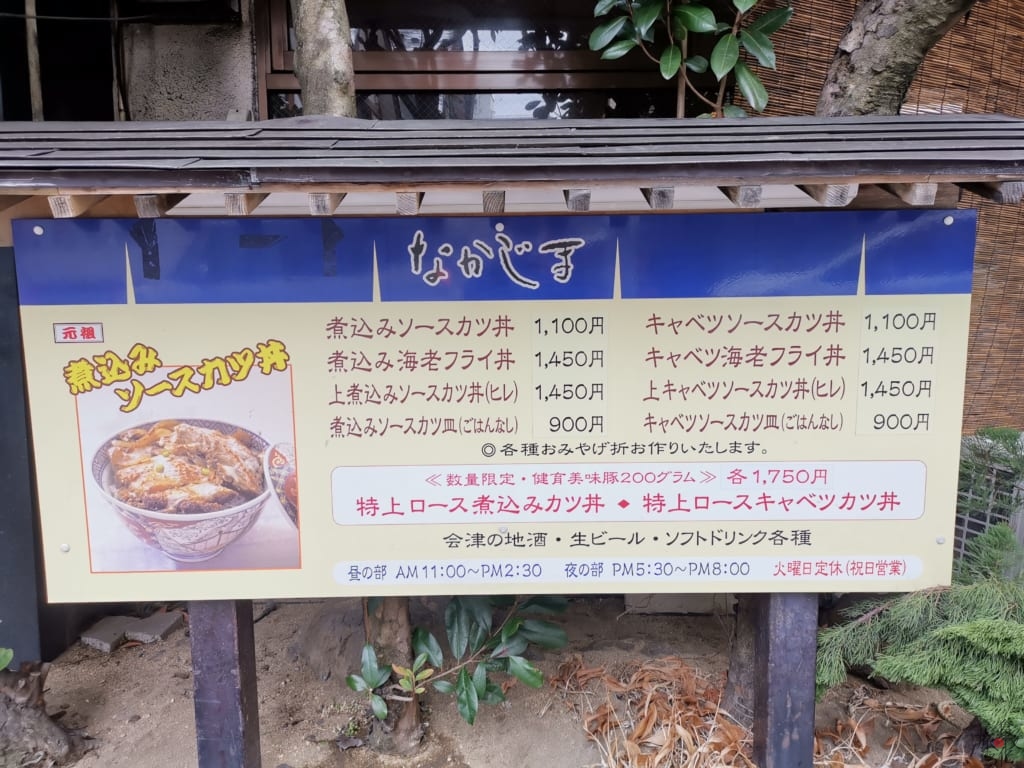 なかじま
元祖
煮込み
ソースカツ丼
煮込みソースカツ丼 1,100円
煮込み海老フライ丼 1,450円
上煮込みソースカツ丼(ヒレ) 1,450円
煮込みソースカツ皿(ごはんなし) 900円
キャベツソースカツ丼 1,100円
キャベツ海老フライ丼 1,450円
上キャベツソースカツ丼(ヒレ) 1,450円
キャベツソースカツ皿(ごはんなし) 900円
◎各種おみやげ折お作りいたします。
≪数量限定・健育美味豚200グラム≫ 各1,750円
特上ロース煮込みカツ丼 ◆ 特上ロースキャベツカツ丼
会津の地酒・生ビール・ソフトドリンク各種
昼の部 AM11:00～PM2:30 夜の部 PM5:30～PM8:00 火曜日定休(祝日営業)